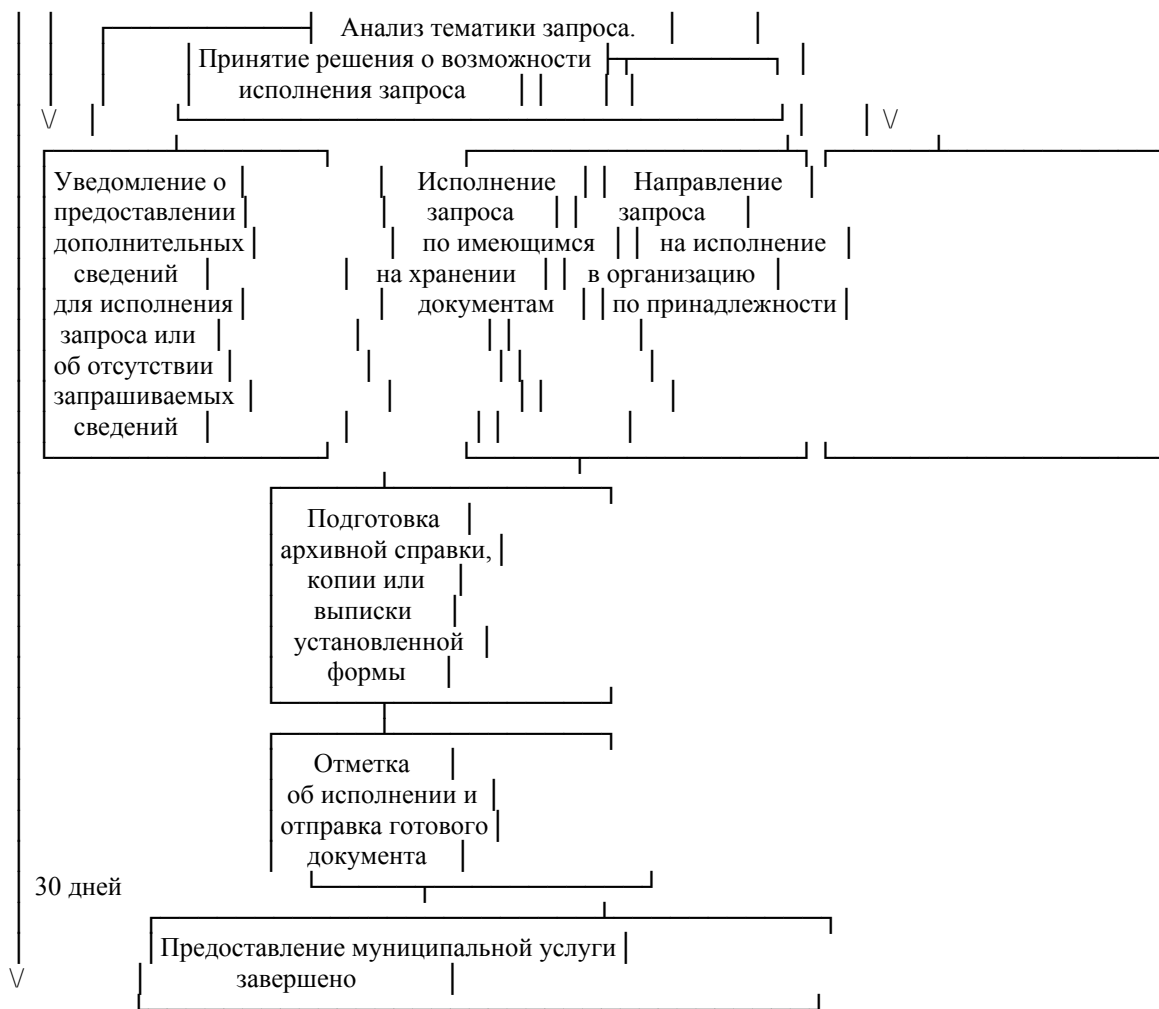 Анализ тематики запроса.
Принятие решения о возможности
исполнения запроса
\/ \/
Уведомление о Исполнение Направление
предоставлении запроса запроса
дополнительных по имеющимся на исполнение
сведений на хранении в организацию
для исполнения документам по принадлежности
запроса или
об отсутствии
запрашиваемых
сведений
Подготовка
архивной справки,
копии или
выписки
установленной
формы
Отметка
об исполнении и
отправка готового
документа
30 дней
Предоставление муниципальной услуги
\/ завершено